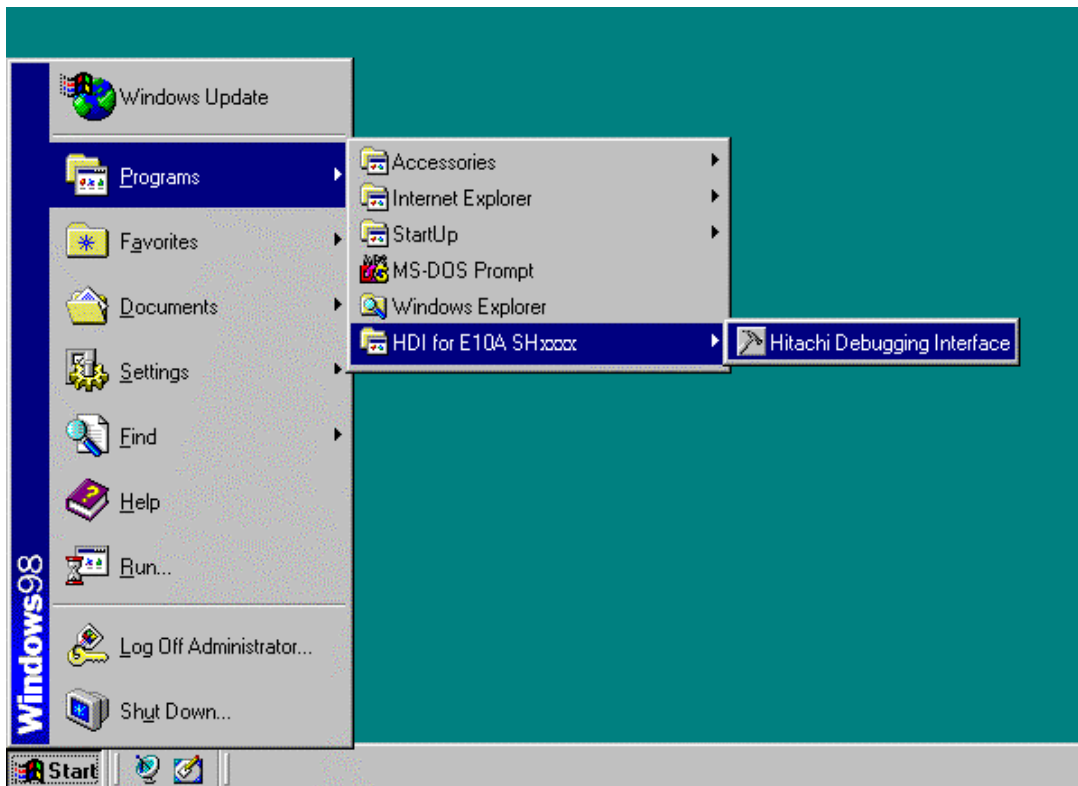 Windows Update
Programs
Favorites
Documents
Settings
Find
Help
Run...
Log Off Administrator...
Shut Down...
Windows98
Accessories
Internet Explorer
StartUp
MS-DOS Prompt
Windows Explorer
HDI for E10A SHxxxx
Hitachi Debugging Interface
Start